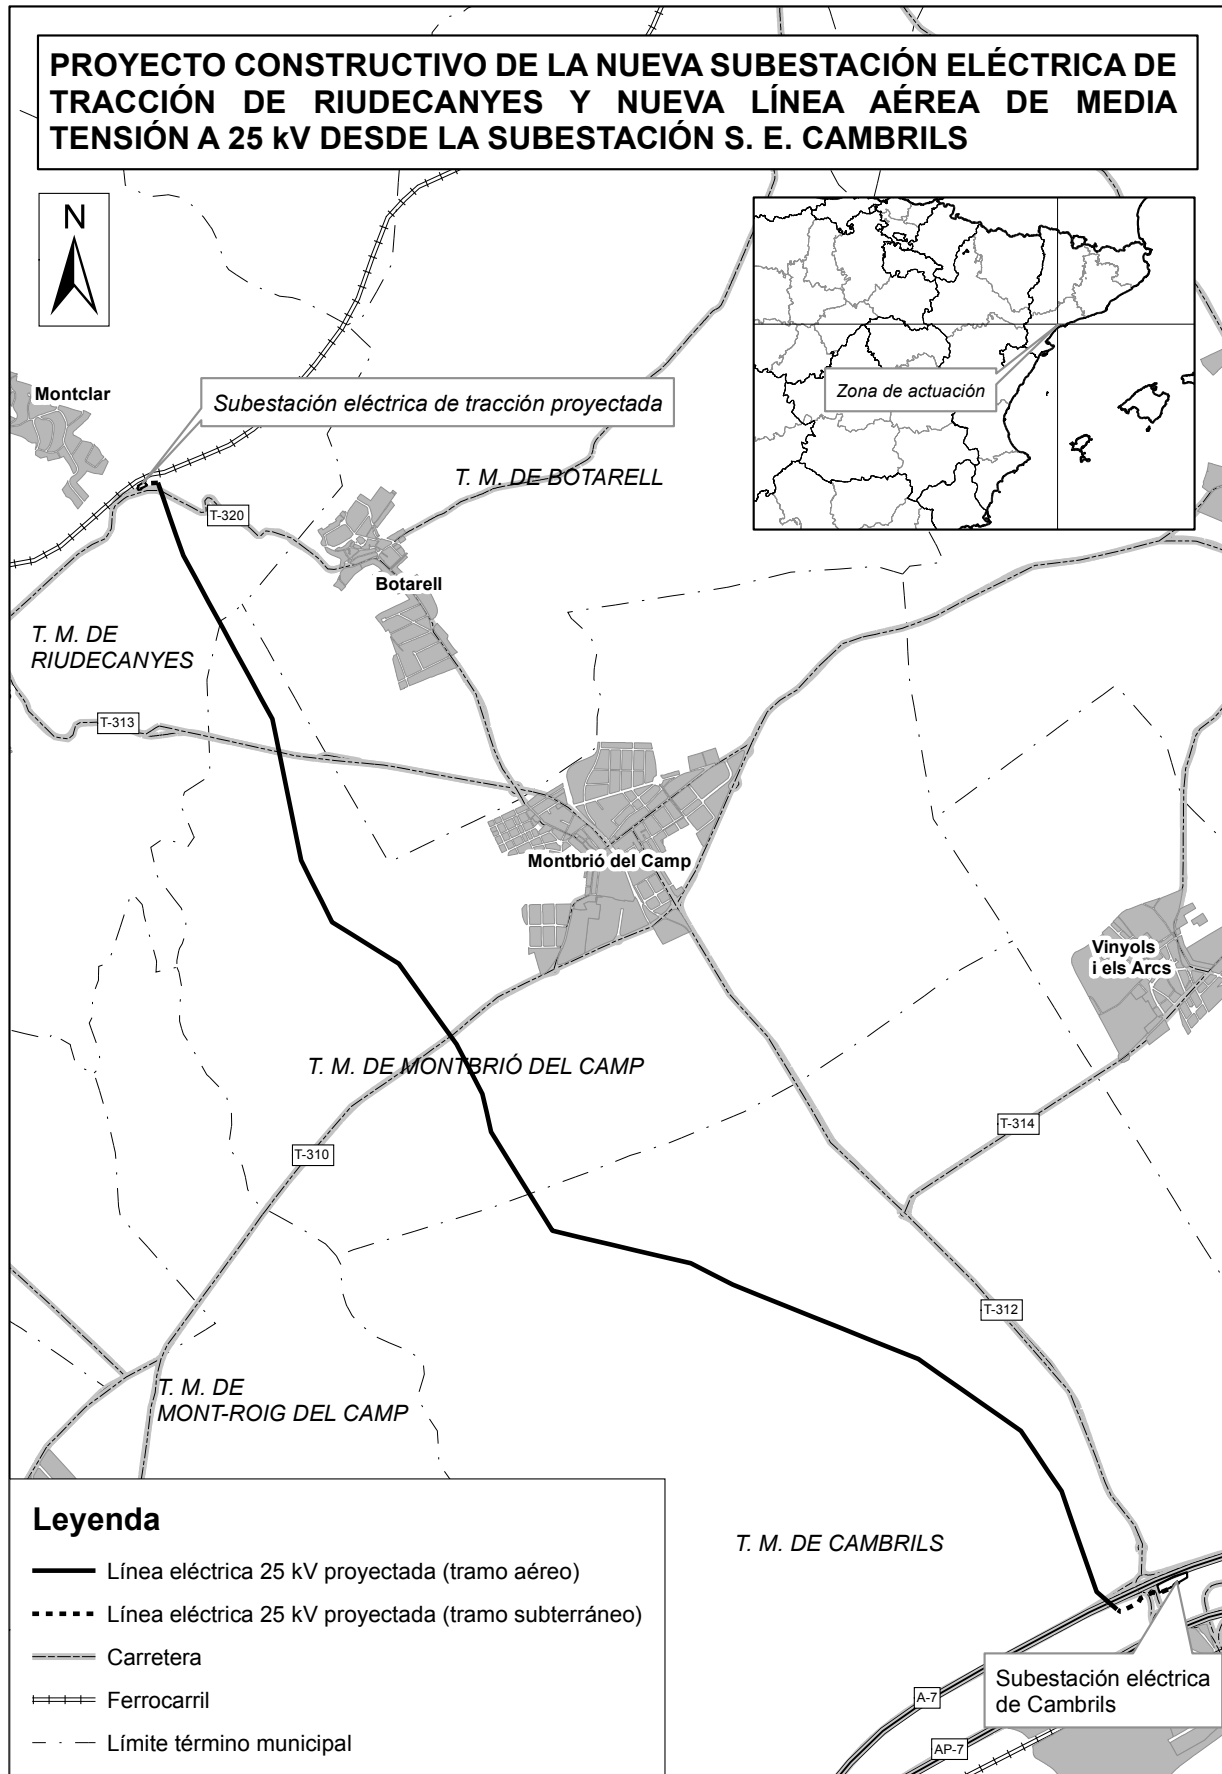 PROYECTO CONSTRUCTIVO DE LA NUEVA SUBESTACIÓN ELÉCTRICA DE
TRACCIÓN DE RIUDECANYES Y NUEVA LÍNEA AÉREA DE MEDIA
TENSIÓN A 25 kV DESDE LA SUBESTACIÓN S. E. CAMBRILS
N
Zona de actuación
Montclar
Subestación eléctrica de tracción proyectada
T. M. DE BOTARELL
T-320
Botarell
T. M. DE
RIUDECANYES
T-313
Montbrió del Camp
Vinyols
i els Arcs
T. M. DE MONTBRIÓ DEL CAMP
T-314
T-310
T-312
T. M. DE
MONT-ROIG DEL CAMP
T. M. DE CAMBRILS
Subestación eléctrica
de Cambrils
A-7
AP-7
Leyenda
Línea eléctrica 25 kV proyectada (tramo aéreo)
Línea eléctrica 25 kV proyectada (tramo subterráneo)
Carretera
Ferrocarril
Límite término municipal